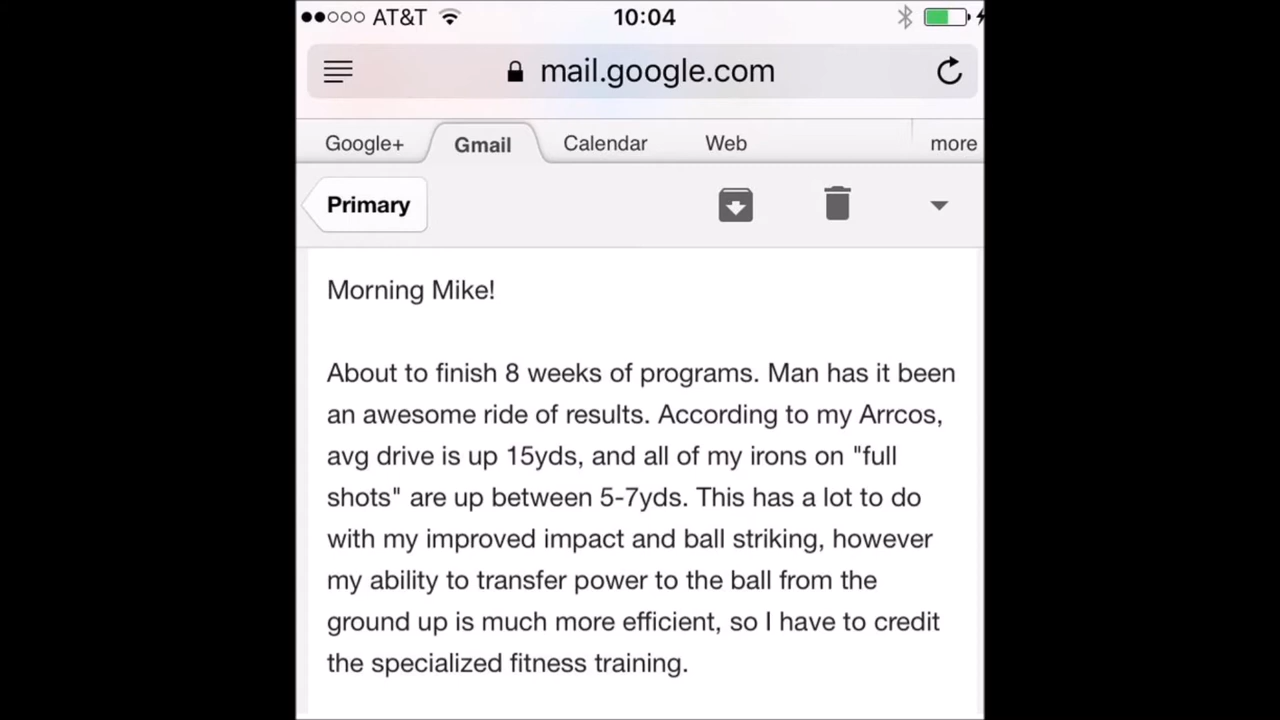 AT&T 10:04
mail.google.com
Google+ Gmail Calendar Web more
Primary
Morning Mike!
About to finish 8 weeks of programs. Man has it been
an awesome ride of results. According to my Arrcos,
avg drive is up 15yds, and all of my irons on "full
shots" are up between 5-7yds. This has a lot to do
with my improved impact and ball striking, however
my ability to transfer power to the ball from the
ground up is much more efficient, so I have to credit
the specialized fitness training.